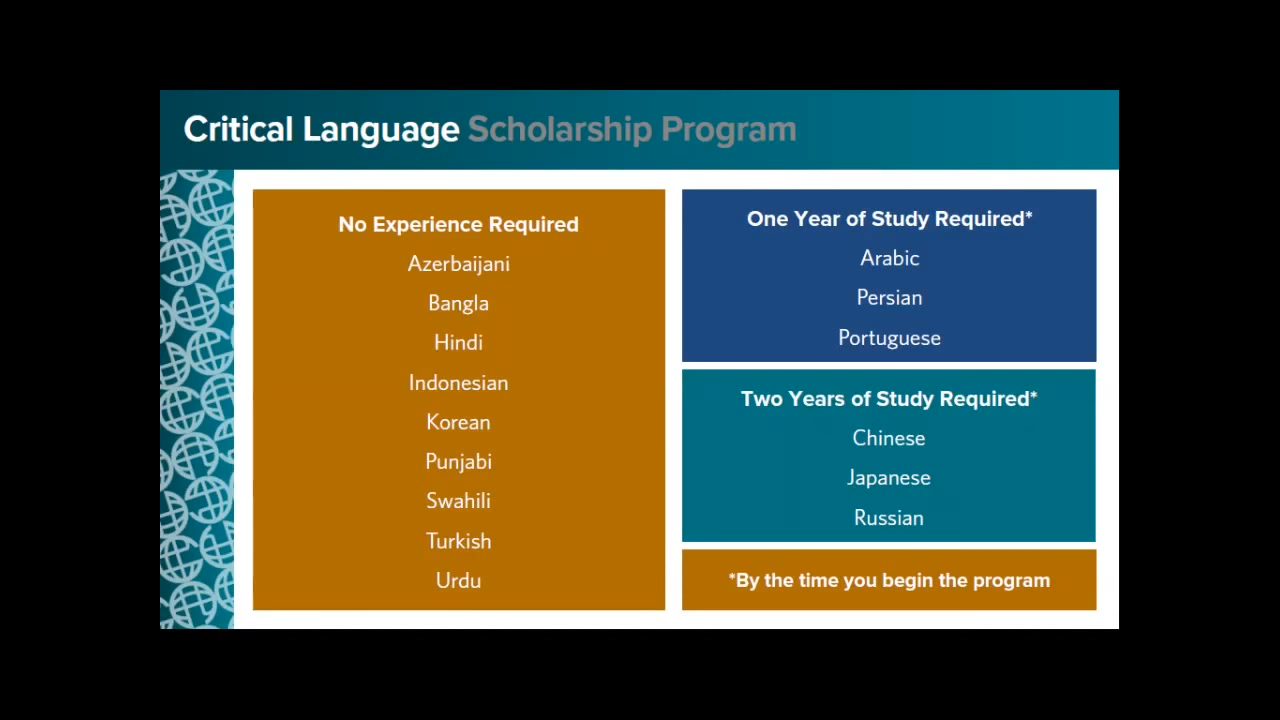 Critical Language Scholarship Program
No Experience Required
Azerbaijani
Bangla
Hindi
Indonesian
Korean
Punjabi
Swahili
Turkish
Urdu
One Year of Study Required*
Arabic
Persian
Portuguese
Two Years of Study Required*
Chinese
Japanese
Russian
*By the time you begin the program